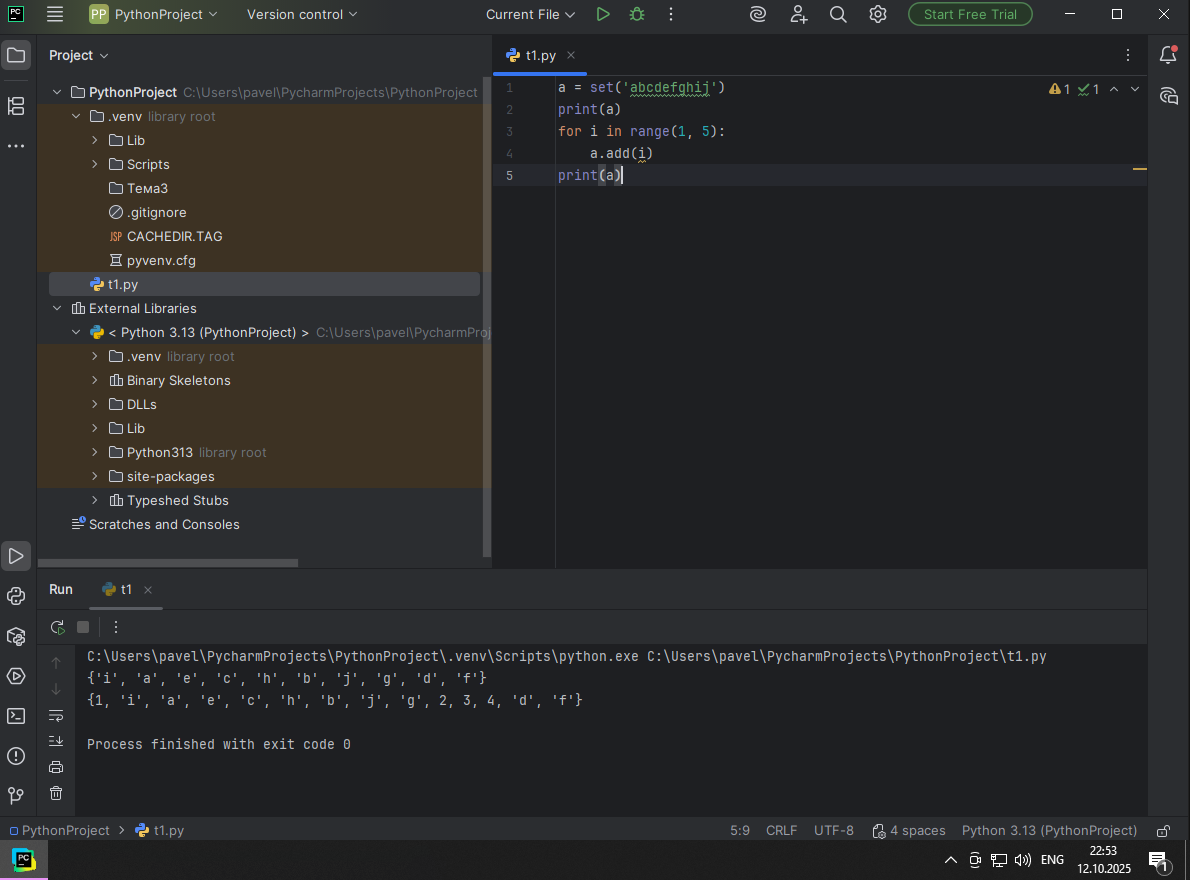 PC PP PythonProject Version control Current File Start Free Trial
Project
t1.py
PythonProject C:\Users\pavel\PycharmProjects\PythonProject
.venv library root
Lib
Scripts
Тема3
.gitignore
JSP CACHEDIR.TAG
pyvenv.cfg
t1.py
External Libraries
< Python 3.13 (PythonProject) > C:\Users\pavel\PycharmProj
.venv library root
Binary Skeletons
DLLs
Lib
Python313 library root
site-packages
Typeshed Stubs
Scratches and Consoles
1 a = set('abcdefghij')
2 print(a)
3 for i in range(1, 5):
4     a.add(i)
5 print(a)
1 1
Run t1
C:\Users\pavel\PycharmProjects\PythonProject\.venv\Scripts\python.exe C:\Users\pavel\PycharmProjects\PythonProject\t1.py
{'i', 'a', 'e', 'c', 'h', 'b', 'j', 'g', 'd', 'f'}
{1, 'i', 'a', 'e', 'c', 'h', 'b', 'j', 'g', 2, 3, 4, 'd', 'f'}
Process finished with exit code 0
PythonProject > t1.py 5:9 CRLF UTF-8 4 spaces Python 3.13 (PythonProject)
PC ENG 22:53
12.10.2025 1